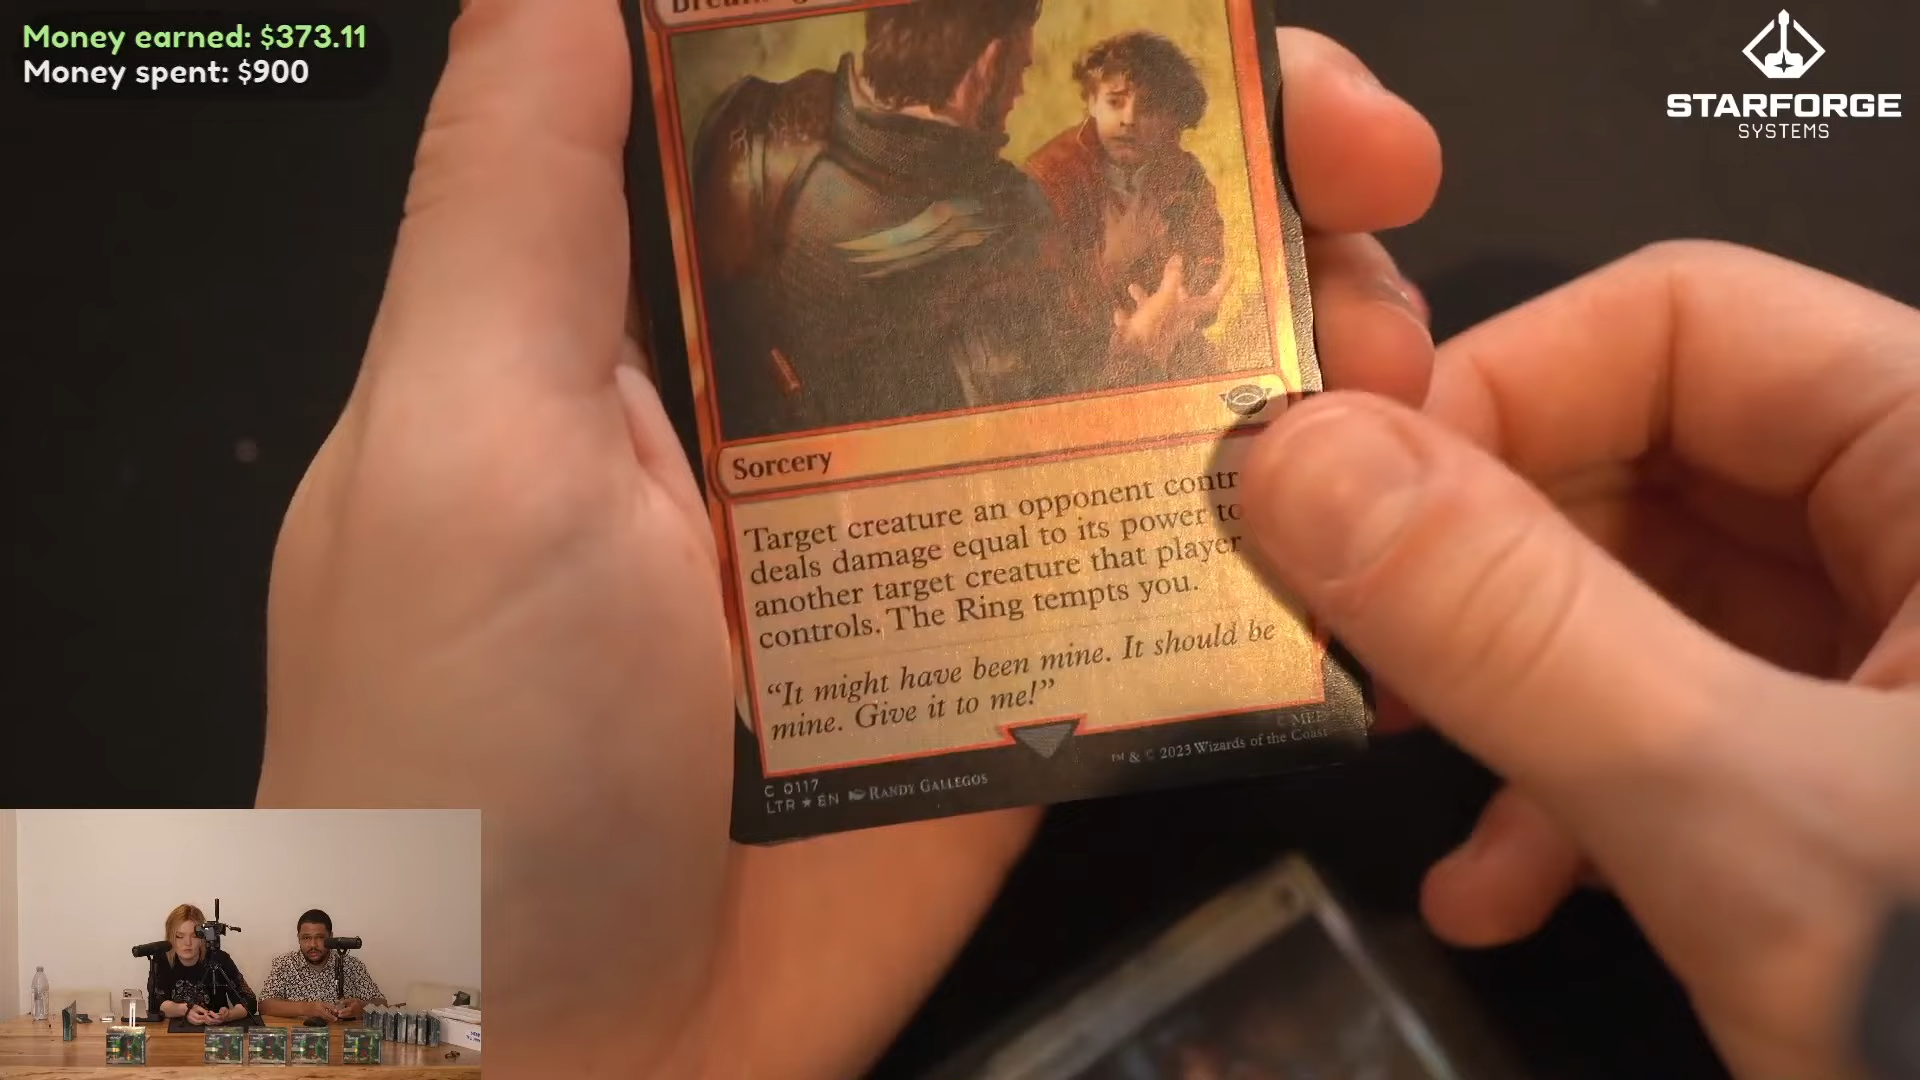 Money earned: $373.11
Money spent: $900
STARFORGE
SYSTEMS
Sorcery
Target creature an opponent contr
deals damage equal to its power to
another target creature that player
controls. The Ring tempts you.
“It might have been mine. It should be
mine. Give it to me!”
C 0117
LTR ★ EN RANDY GALLEGOS
© MEE
™ & © 2023 Wizards of the Coast